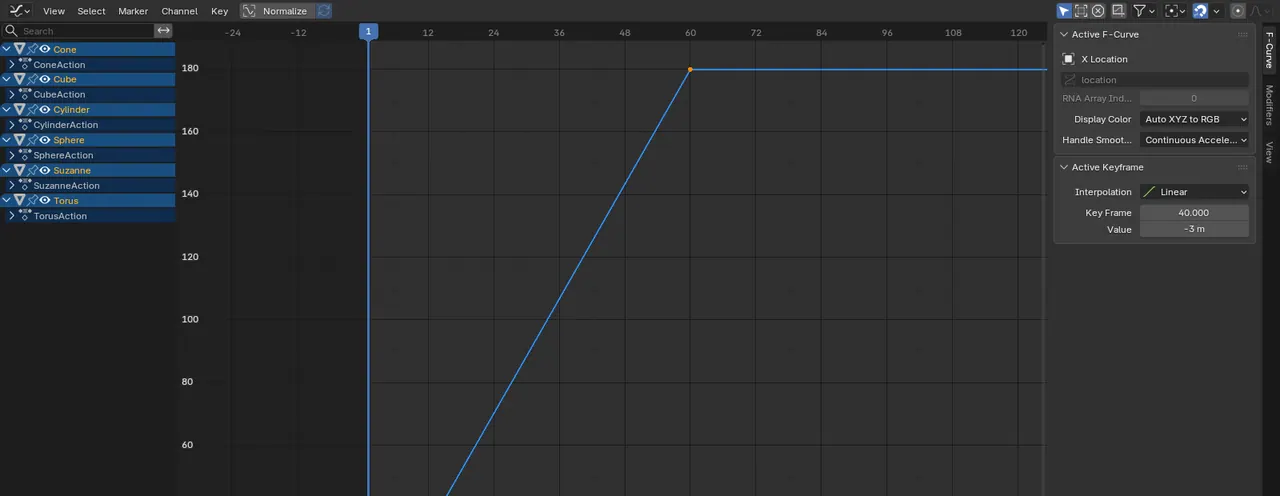 View Select Marker Channel Key Normalize
Search
-24 -12 1 12 24 36 48 60 72 84 96 108 120
Cone
ConeAction
Cube
CubeAction
Cylinder
CylinderAction
Sphere
SphereAction
Suzanne
SuzanneAction
Torus
TorusAction
180
160
140
120
100
80
60
Active F-Curve
X Location
location
RNA Array Ind... 0
Display Color Auto XYZ to RGB
Handle Smoot... Continuous Accele...
Active Keyframe
Interpolation Linear
Key Frame 40.000
Value -3 m
F-Curve
Modifiers
View